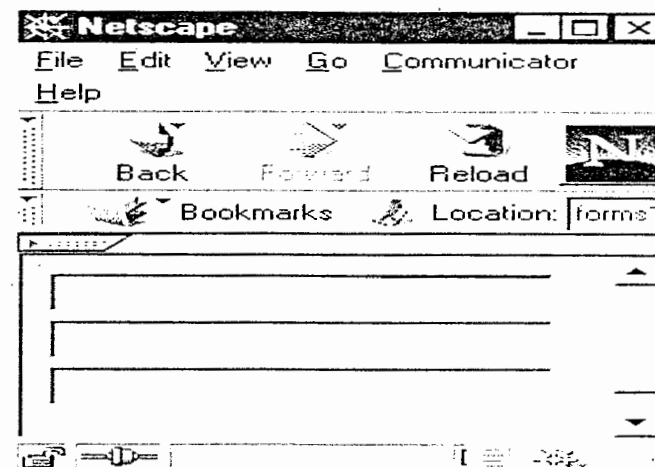 Netscape
File Edit View Go Communicator
Help
Back Forward Reload N
Bookmarks Location: forms